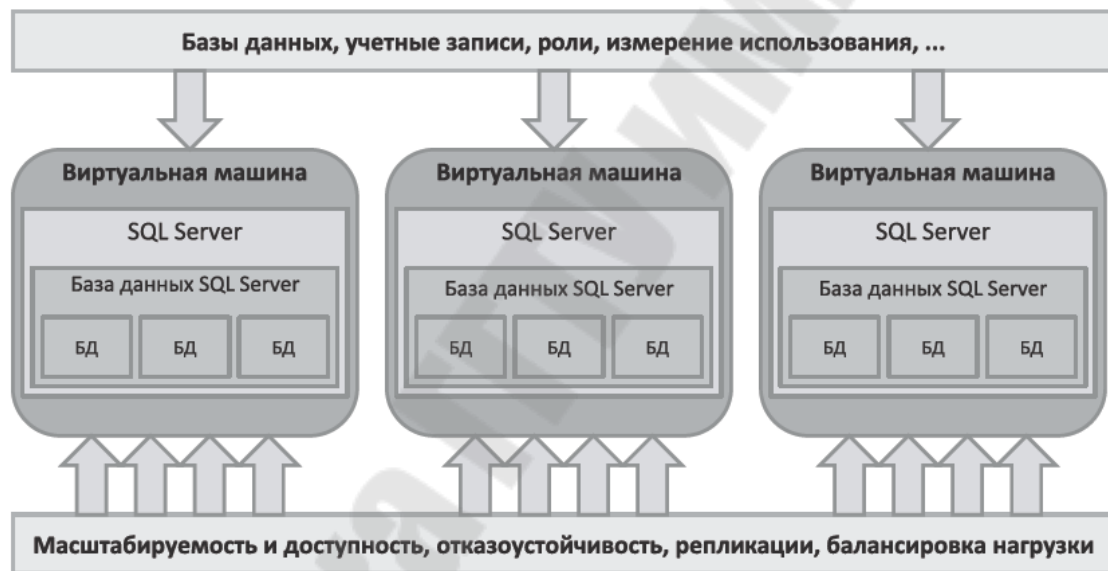 Базы данных, учетные записи, роли, измерение использования, ...
Виртуальная машина
SQL Server
База данных SQL Server
БД БД БД
Виртуальная машина
SQL Server
База данных SQL Server
БД БД БД
Виртуальная машина
SQL Server
База данных SQL Server
БД БД БД
Масштабируемость и доступность, отказоустойчивость, репликации, балансировка нагрузки